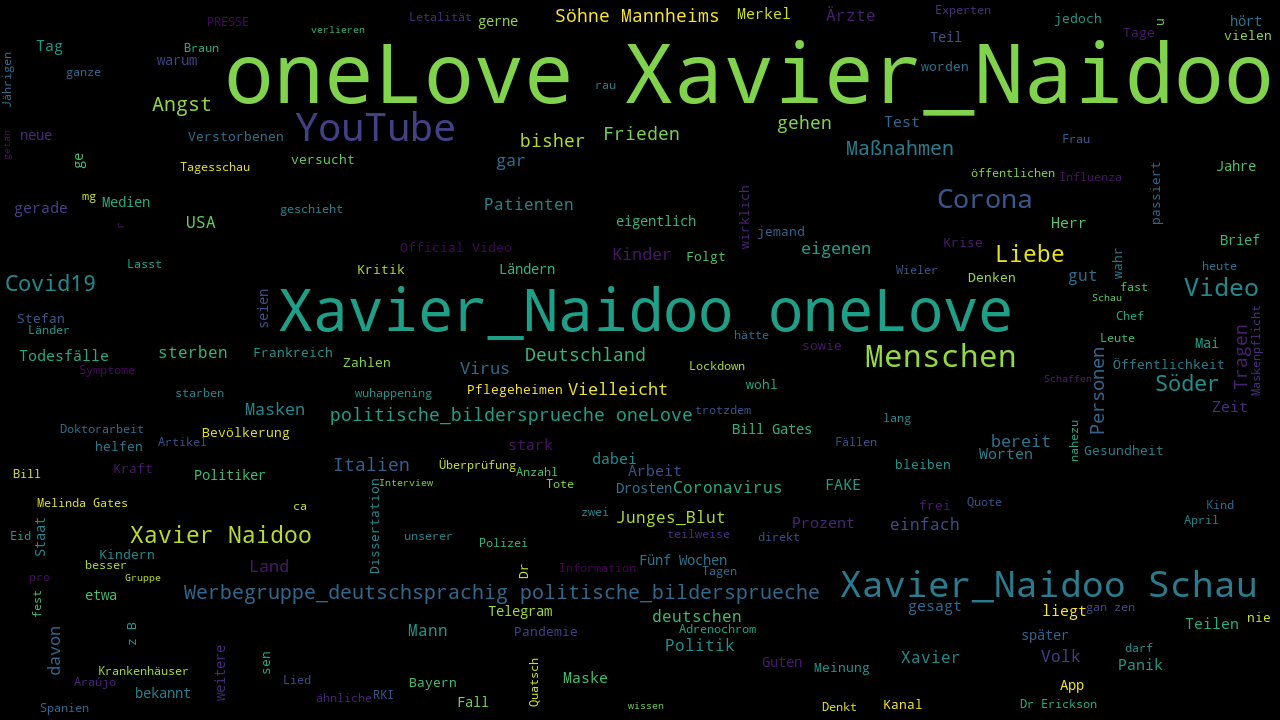 PRESSE
Letalität
gerne
Söhne Mannheims
Merkel
Ärzte
Experten
jedoch
u
hört
Tag
verlieren
Braun
warum
Teil
Tage
vielen
Jährigen
ganze
oneLove Xavier_Naidoo
rau
worden
Angst
YouTube
bisher
Frieden
gehen
Test
neue
Verstorbenen
Maßnahmen
Frau
getan
ge
Tagesschau
versucht
gar
öffentlichen
Influenza
Jahre
passiert
gerade
mg
Medien
geschieht
Patienten
wirklich
Corona
USA
eigentlich
jemand
Herr
Official Video
Kinder
Folgt
eigenen
Krise
Liebe
Brief
Lasst
Kritik
Ländern
Wieler
Denken
gut
wahr
heute
Covid19
Video
fast
Schau
seien
Xavier_Naidoo oneLove
Stefan
Länder
Chef
hätte
Leute
Todesfälle
sterben
Frankreich
Zahlen
Deutschland
sowie
Menschen
Mai
Tragen
Maskenpflicht
Symptome
Virus
Lockdown
Personen
Öffentlichkeit
Schaffen
Söder
starben
wuhappening
Pflegeheimen
Vielleicht
wohl
Masken
politische_bildersprueche oneLove
trotzdem
Zeit
lang
Doktorarbeit
Bevölkerung
Bill Gates
helfen
Artikel
stark
Fällen
bereit
nahezu
Gesundheit
Worten
Bill
Kraft
Politiker
Italien
Überprüfung
Anzahl
dabei
Arbeit
bleiben
Interview
Tote
Drosten
Coronavirus
FAKE
Melinda Gates
ca
Dissertation
zwei
Junges_Blut
frei
Quote
Kind
Eid
Staat
Xavier Naidoo
unserer
teilweise
direkt
Prozent
einfach
April
Kindern
Polizei
Fünf Wochen
besser
Land
Information
Tagen
pro
Gruppe
Dr
fest
etwa
Werbegruppe_deutschsprachig politische_bildersprueche
Xavier_Naidoo Schau
Telegram
deutschen
gesagt
liegt
gan zen
nie
z B
Mann
Pandemie
Adrenochrom
Teilen
davon
Politik
später
darf
weitere
sen
Krankenhäuser
Guten
Meinung
Xavier
Volk
Panik
Araújo
bekannt
Lied
ähnliche
RKI
Bayern
Quatsch
Maske
App
Spanien
Fall
wissen
Denkt
Kanal
Dr Erickson